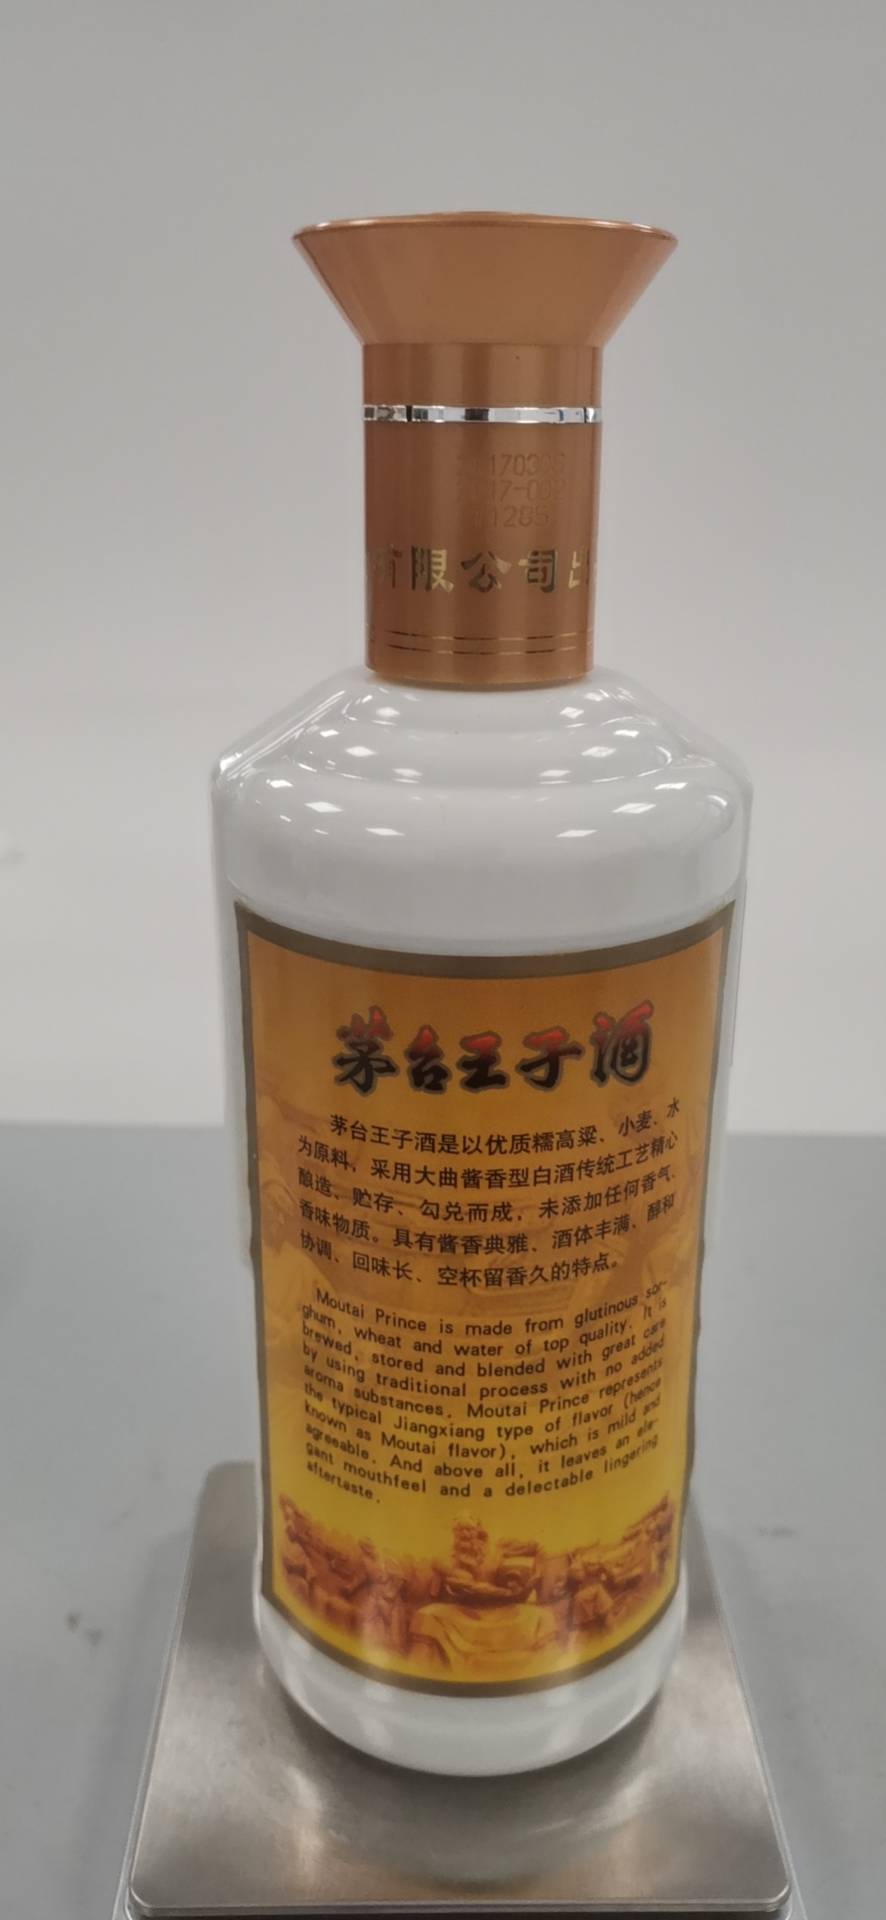 有限公司出
茅台王子酒
茅台王子酒是以优质糯高粱、小麦、水
为原料，采用大曲酱香型白酒传统工艺精心
酿造、贮存、勾兑而成，未添加任何香气、
香味物质。具有酱香典雅、酒体丰满、醇和
协调、回味长、空杯留香久的特点。
Moutai Prince is made from glutinous sor-
ghum, wheat and water of top quality. It is
brewed, stored and blended with great care
by using traditional process with no added
aroma substances. Moutai Prince represents
the typical Jiangxiang type of flavor (hence
known as Moutai flavor), which is mild and
agreeable. And above all, it leaves an ele-
gant mouthfeel and a delectable lingering
aftertaste.